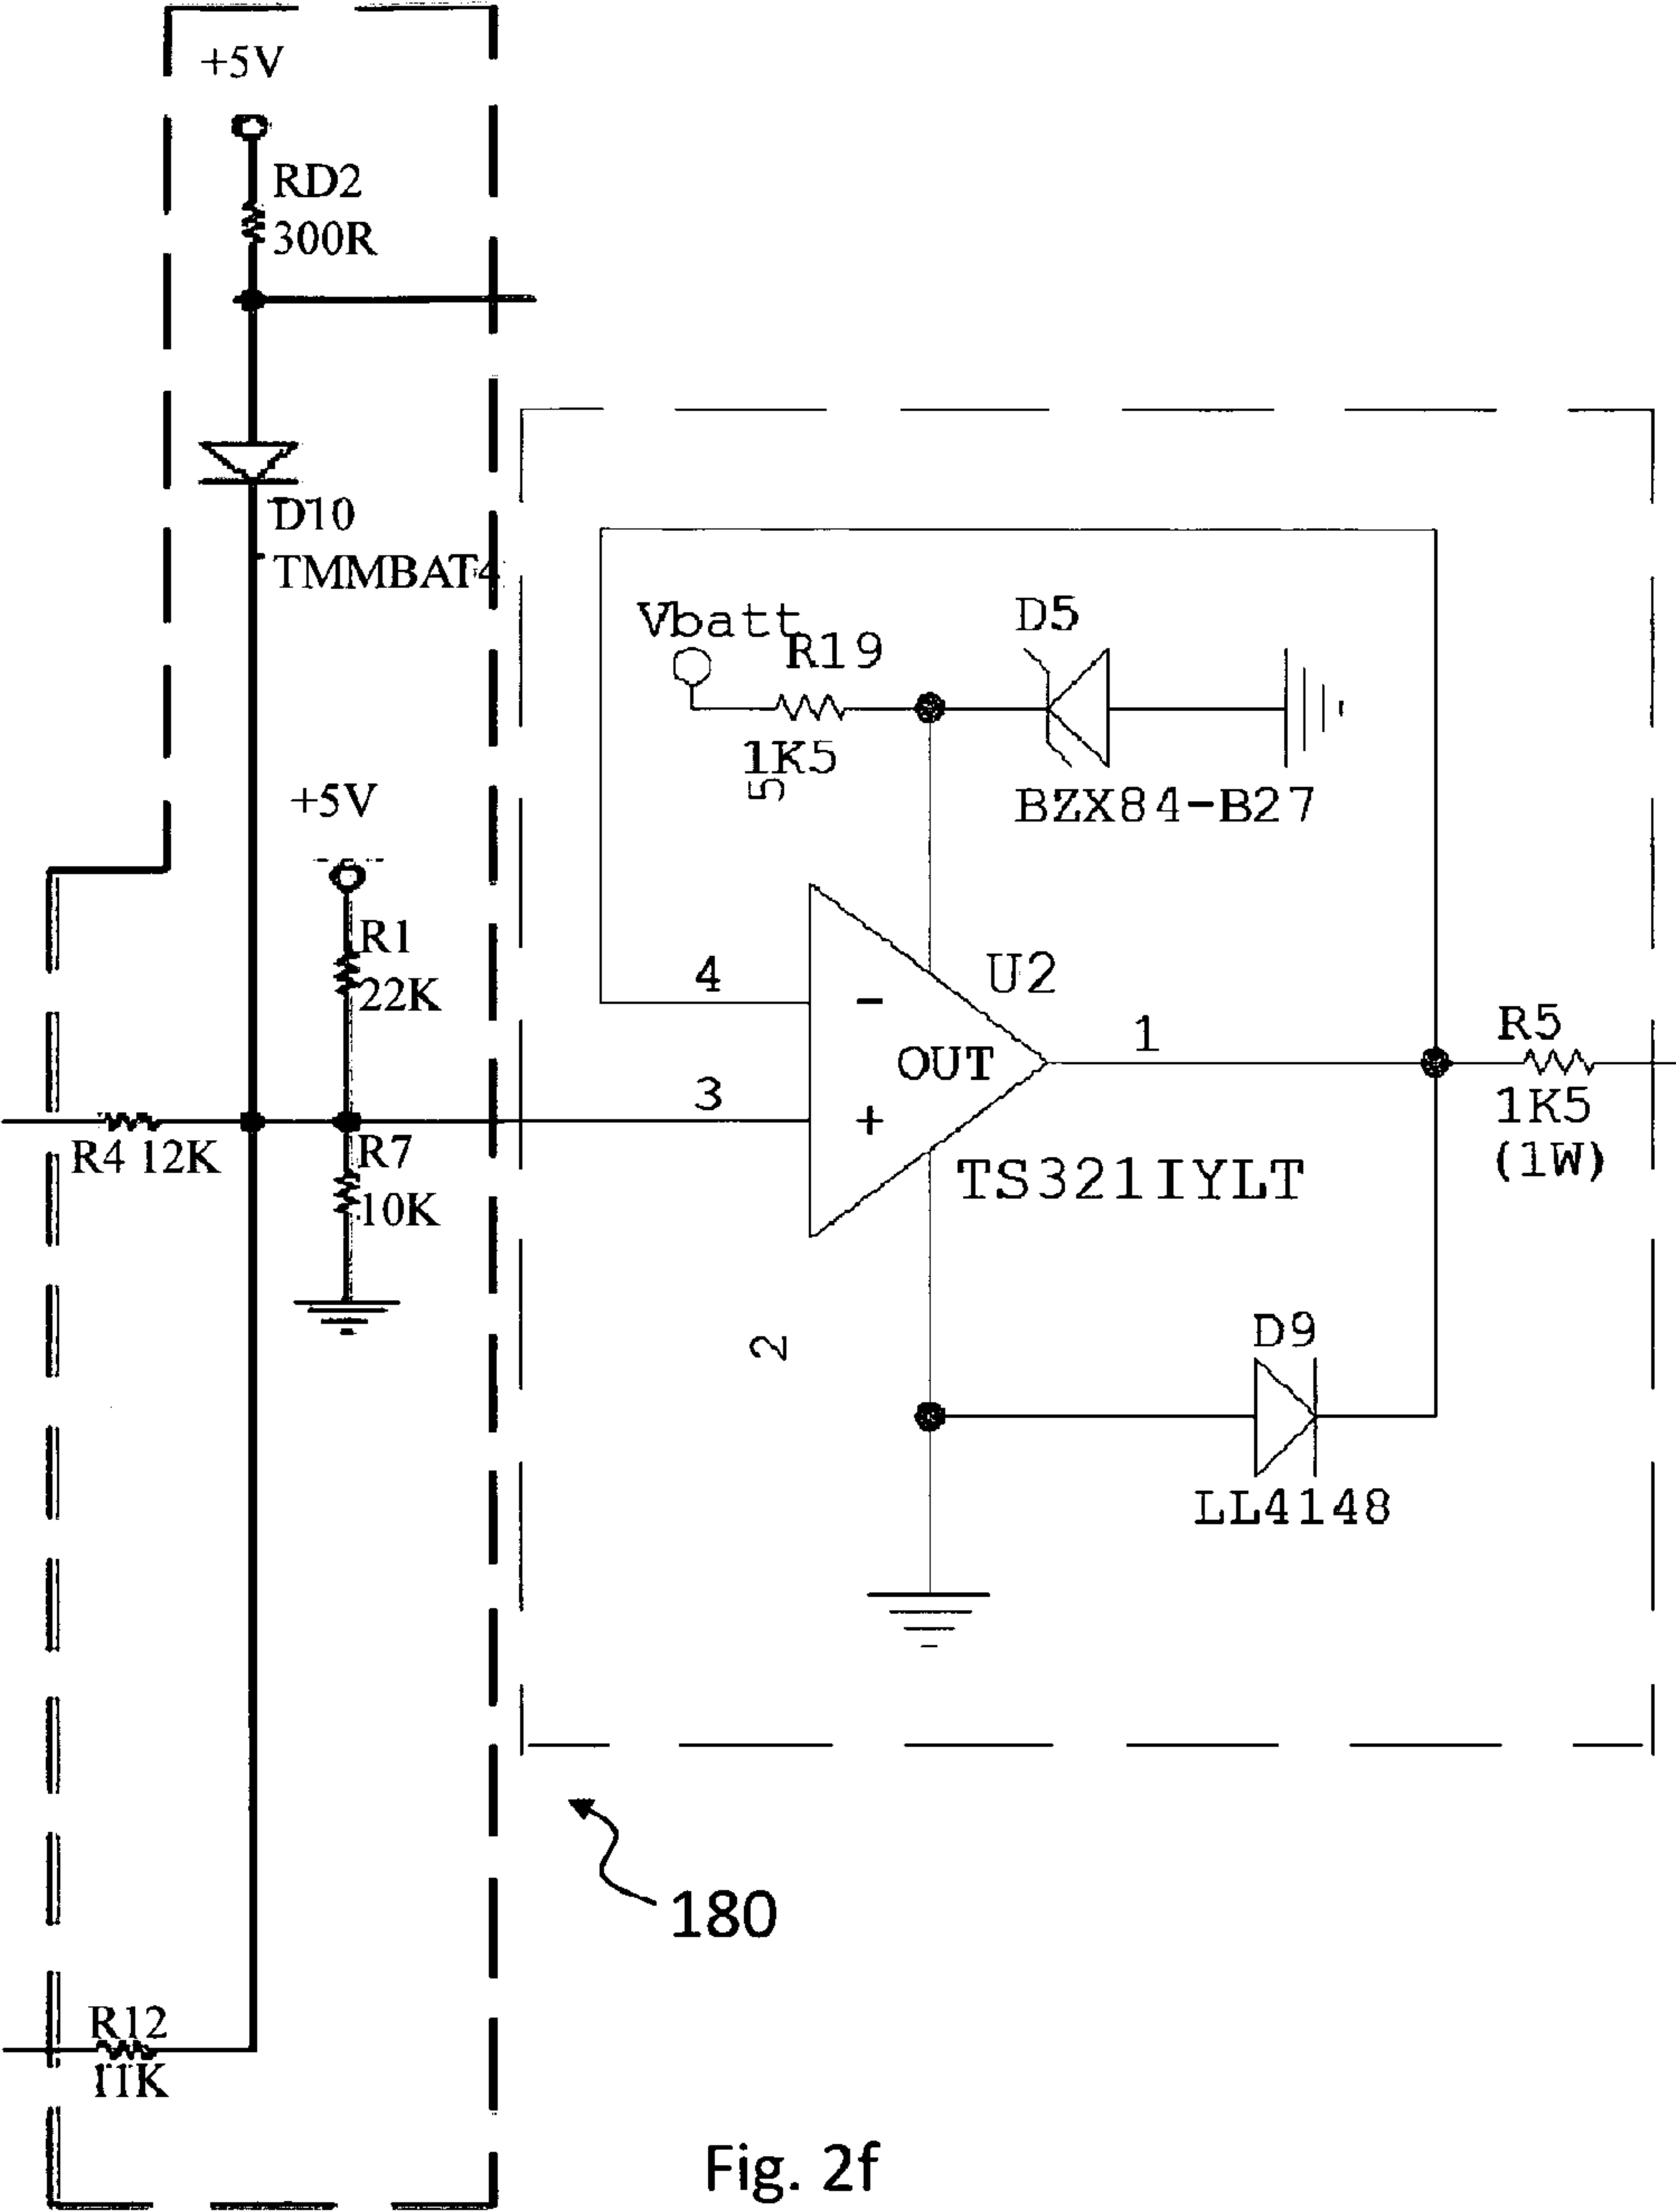 +5V
RD2
300R
D10
TMMBAT4
Vbatt
R19
1K5
5
D5
BZX84-B27
+5V
R1
22K
4
-
U2
OUT
1
R5
1K5
(1W)
3
+
R4 12K
R7
10K
TS321IYLT
2
D9
LL4148
180
R12
11K
Fig. 2f